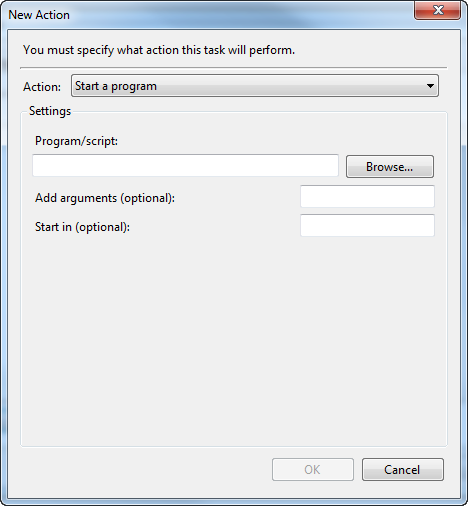 New Action
You must specify what action this task will perform.
Action: Start a program
Settings
Program/script:
Browse...
Add arguments (optional):
Start in (optional):
OK Cancel